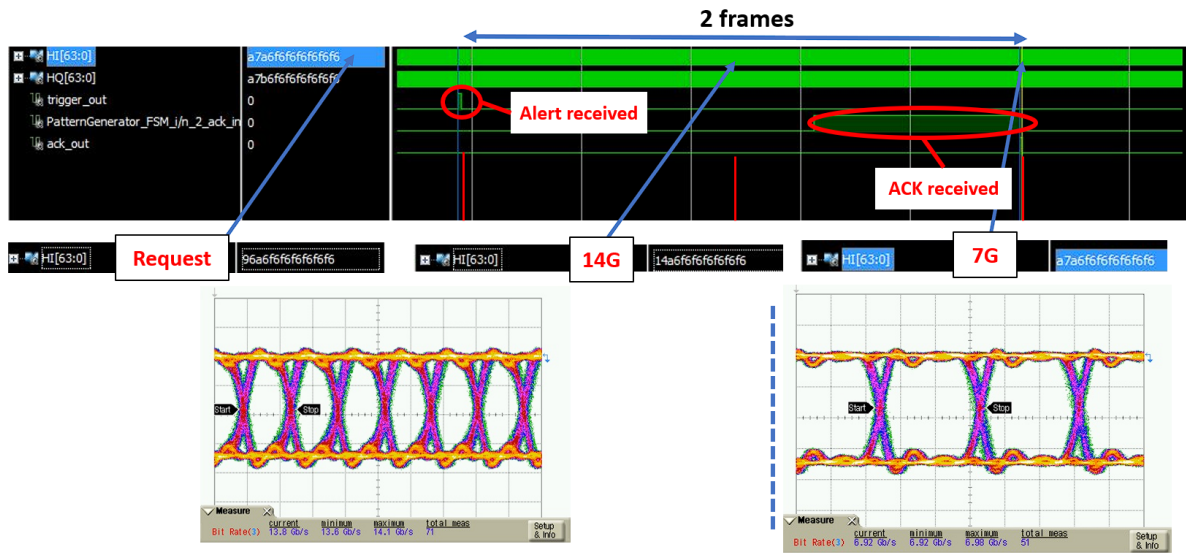 2 frames
HI[63:0] a7a6f6f6f6f6f6f6
HQ[63:0] a7b6f6f6f6f6f6f6
trigger_out 0
Alert received
PatternGenerator_FSM_i/n_2_ack_in 0
ack_out 0
ACK received
HI[63:0] Request 96a6f6f6f6f6f6f6
HI[63:0] 14G 14a6f6f6f6f6f6f6
HI[63:0] 7G a7a6f6f6f6f6f6f6
Start Stop
Measure
current minimum maximum total meas
Bit Rate(3) 13.8 Gb/s 13.6 Gb/s 14.1 Gb/s 71
Setup
& Info
Start Stop
Measure
current minimum maximum total meas
Bit Rate(3) 6.92 Gb/s 6.92 Gb/s 6.98 Gb/s 51
Setup
& Info